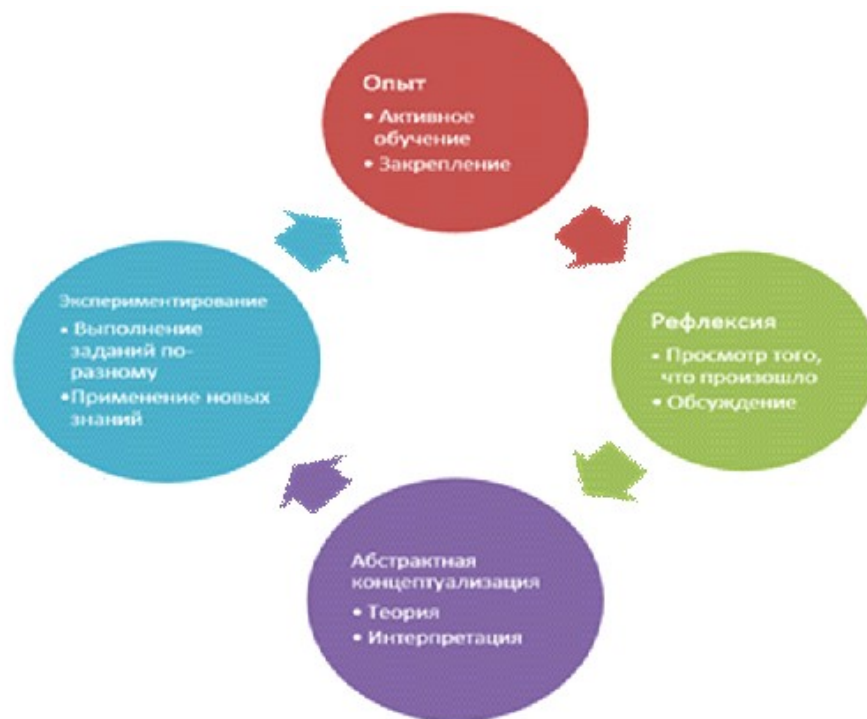 Опыт
• Активное
обучение
• Закрепление
Рефлексия
• Просмотр того,
что произошло
• Обсуждение
Абстрактная
концептуализация
• Теория
• Интерпретация
Экспериментирование
• Выполнение
заданий по-
разному
•Применение новых
знаний